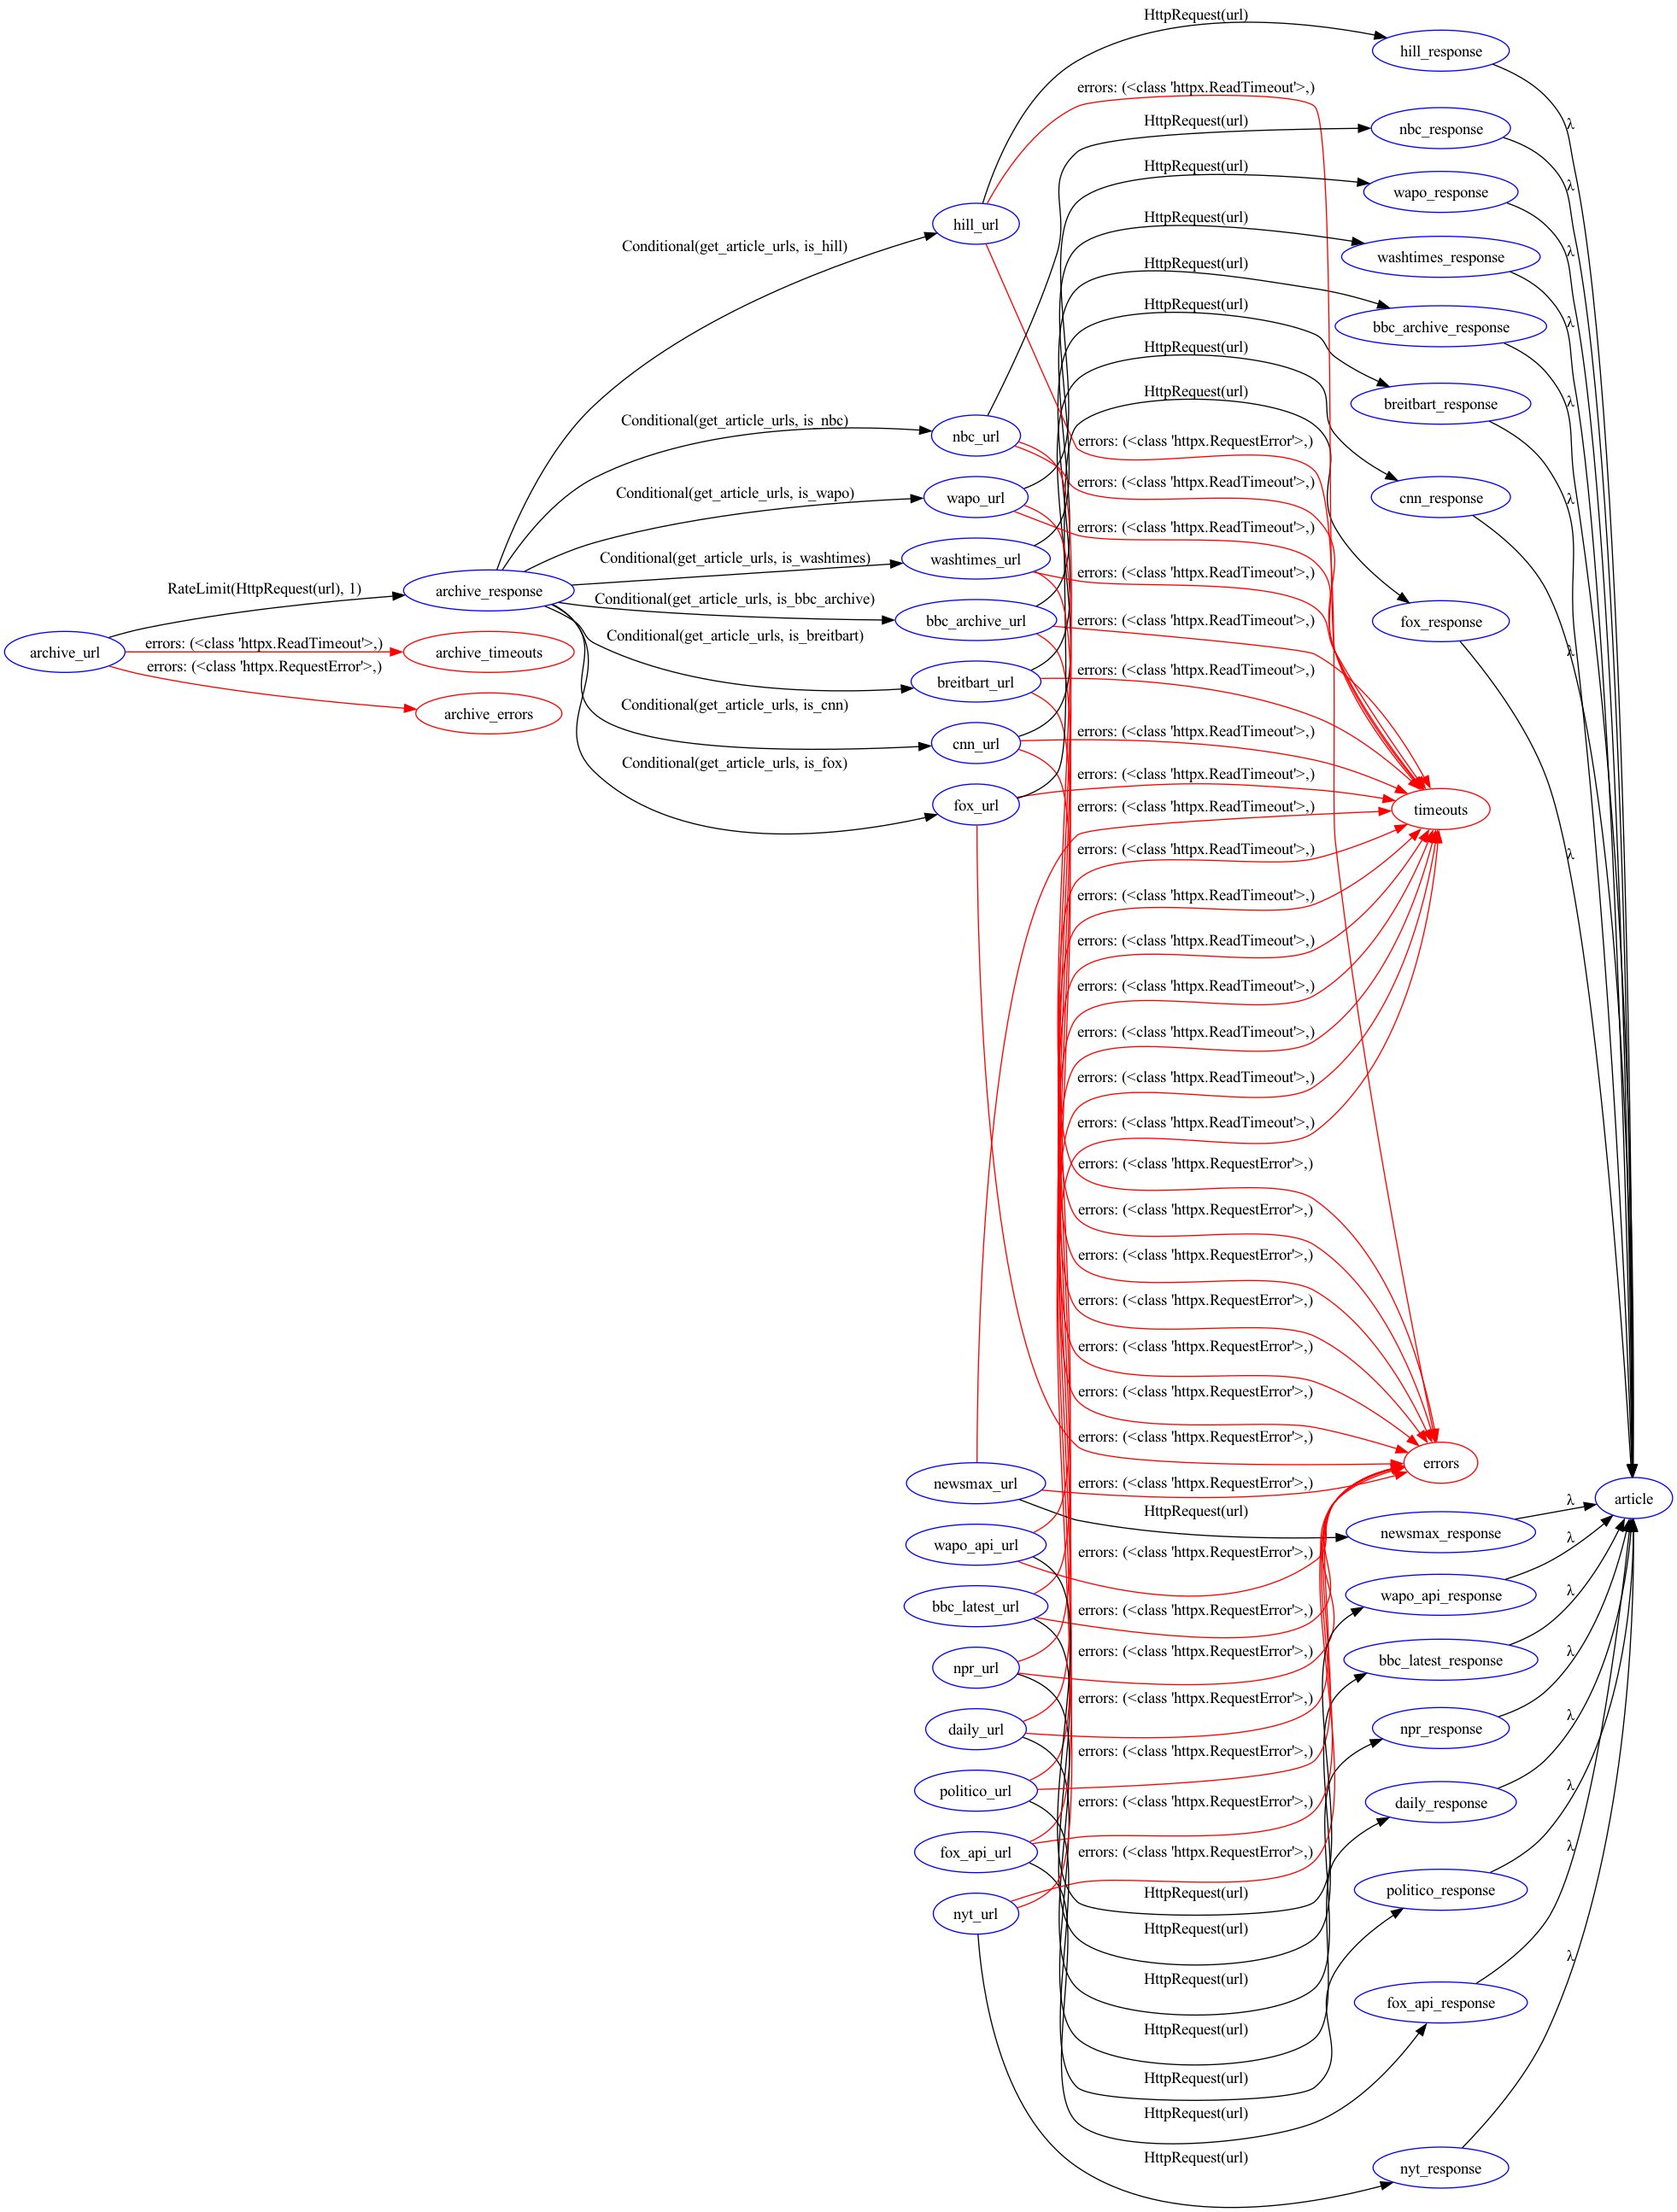 HttpRequest(url)
hill_response
errors: (<class 'httpx.ReadTimeout'>,)
HttpRequest(url)
λ
nbc_response
HttpRequest(url)
λ
wapo_response
HttpRequest(url)
hill_url
Conditional(get_article_urls, is_hill)
λ
washtimes_response
HttpRequest(url)
HttpRequest(url)
λ
bbc_archive_response
HttpRequest(url)
HttpRequest(url)
λ
breitbart_response
Conditional(get_article_urls, is_nbc)
nbc_url
errors: (<class 'httpx.RequestError'>,)
errors: (<class 'httpx.ReadTimeout'>,)
Conditional(get_article_urls, is_wapo)
wapo_url
cnn_response
λ
errors: (<class 'httpx.ReadTimeout'>,)
Conditional(get_article_urls, is_washtimes)
washtimes_url
errors: (<class 'httpx.ReadTimeout'>,)
RateLimit(HttpRequest(url), 1)
archive_response
Conditional(get_article_urls, is_bbc_archive)
bbc_archive_url
errors: (<class 'httpx.ReadTimeout'>,)
fox_response
Conditional(get_article_urls, is_breitbart)
errors: (<class 'httpx.ReadTimeout'>,)
archive_url
archive_timeouts
λ
errors: (<class 'httpx.RequestError'>,)
errors: (<class 'httpx.ReadTimeout'>,)
breitbart_url
archive_errors
Conditional(get_article_urls, is_cnn)
errors: (<class 'httpx.ReadTimeout'>,)
cnn_url
Conditional(get_article_urls, is_fox)
errors: (<class 'httpx.ReadTimeout'>,)
fox_url
errors: (<class 'httpx.ReadTimeout'>,)
timeouts
errors: (<class 'httpx.ReadTimeout'>,)
λ
errors: (<class 'httpx.ReadTimeout'>,)
errors: (<class 'httpx.ReadTimeout'>,)
errors: (<class 'httpx.ReadTimeout'>,)
errors: (<class 'httpx.ReadTimeout'>,)
errors: (<class 'httpx.ReadTimeout'>,)
errors: (<class 'httpx.ReadTimeout'>,)
errors: (<class 'httpx.RequestError'>,)
errors: (<class 'httpx.RequestError'>,)
errors: (<class 'httpx.RequestError'>,)
errors: (<class 'httpx.RequestError'>,)
errors: (<class 'httpx.RequestError'>,)
errors: (<class 'httpx.RequestError'>,)
errors: (<class 'httpx.RequestError'>,)
errors
newsmax_url
errors: (<class 'httpx.RequestError'>,)
λ
article
HttpRequest(url)
newsmax_response
λ
wapo_api_url
errors: (<class 'httpx.RequestError'>,)
λ
wapo_api_response
bbc_latest_url
errors: (<class 'httpx.RequestError'>,)
λ
bbc_latest_response
errors: (<class 'httpx.RequestError'>,)
npr_url
errors: (<class 'httpx.RequestError'>,)
λ
npr_response
daily_url
errors: (<class 'httpx.RequestError'>,)
λ
politico_url
daily_response
errors: (<class 'httpx.RequestError'>,)
λ
fox_api_url
errors: (<class 'httpx.RequestError'>,)
politico_response
HttpRequest(url)
nyt_url
HttpRequest(url)
λ
HttpRequest(url)
fox_api_response
HttpRequest(url)
HttpRequest(url)
HttpRequest(url)
HttpRequest(url)
nyt_response